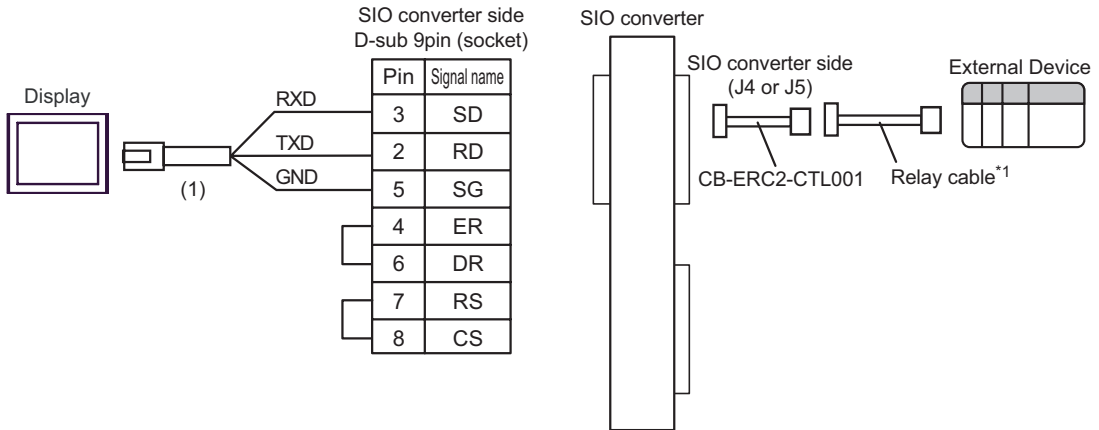 SIO converter side
D-sub 9pin (socket)
Pin Signal name
Display
RXD 3 SD
TXD 2 RD
GND 5 SG
(1)
4 ER
6 DR
7 RS
8 CS
SIO converter
SIO converter side
(J4 or J5)
External Device
CB-ERC2-CTL001
Relay cable*1